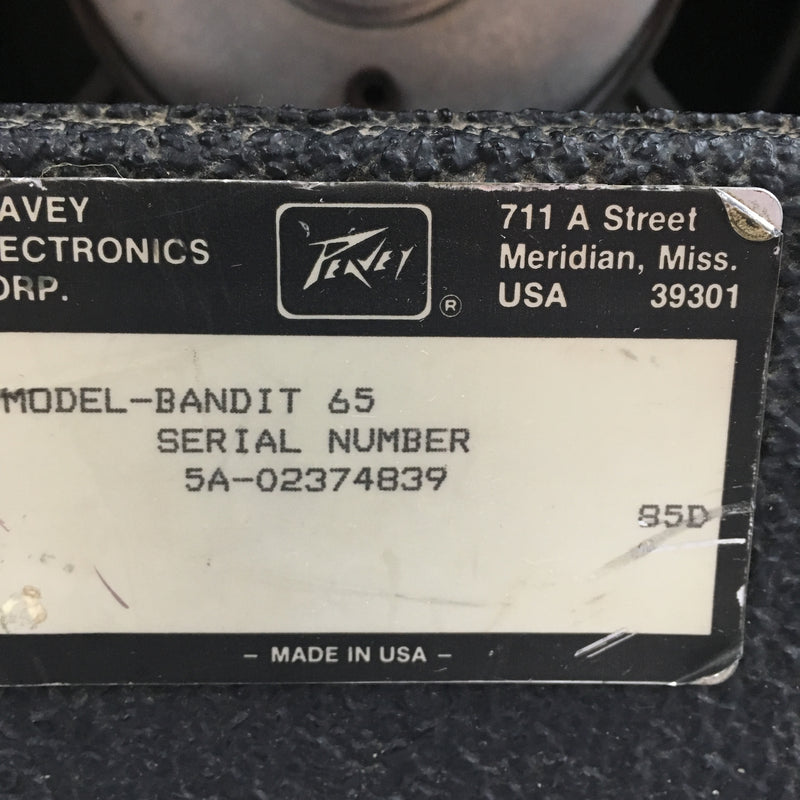 AVEY
ECTRONICS
ORP.
PEAVEY
®
711 A Street
Meridian, Miss.
USA 39301
MODEL-BANDIT 65
SERIAL NUMBER
5A-02374839
85D
– MADE IN USA –